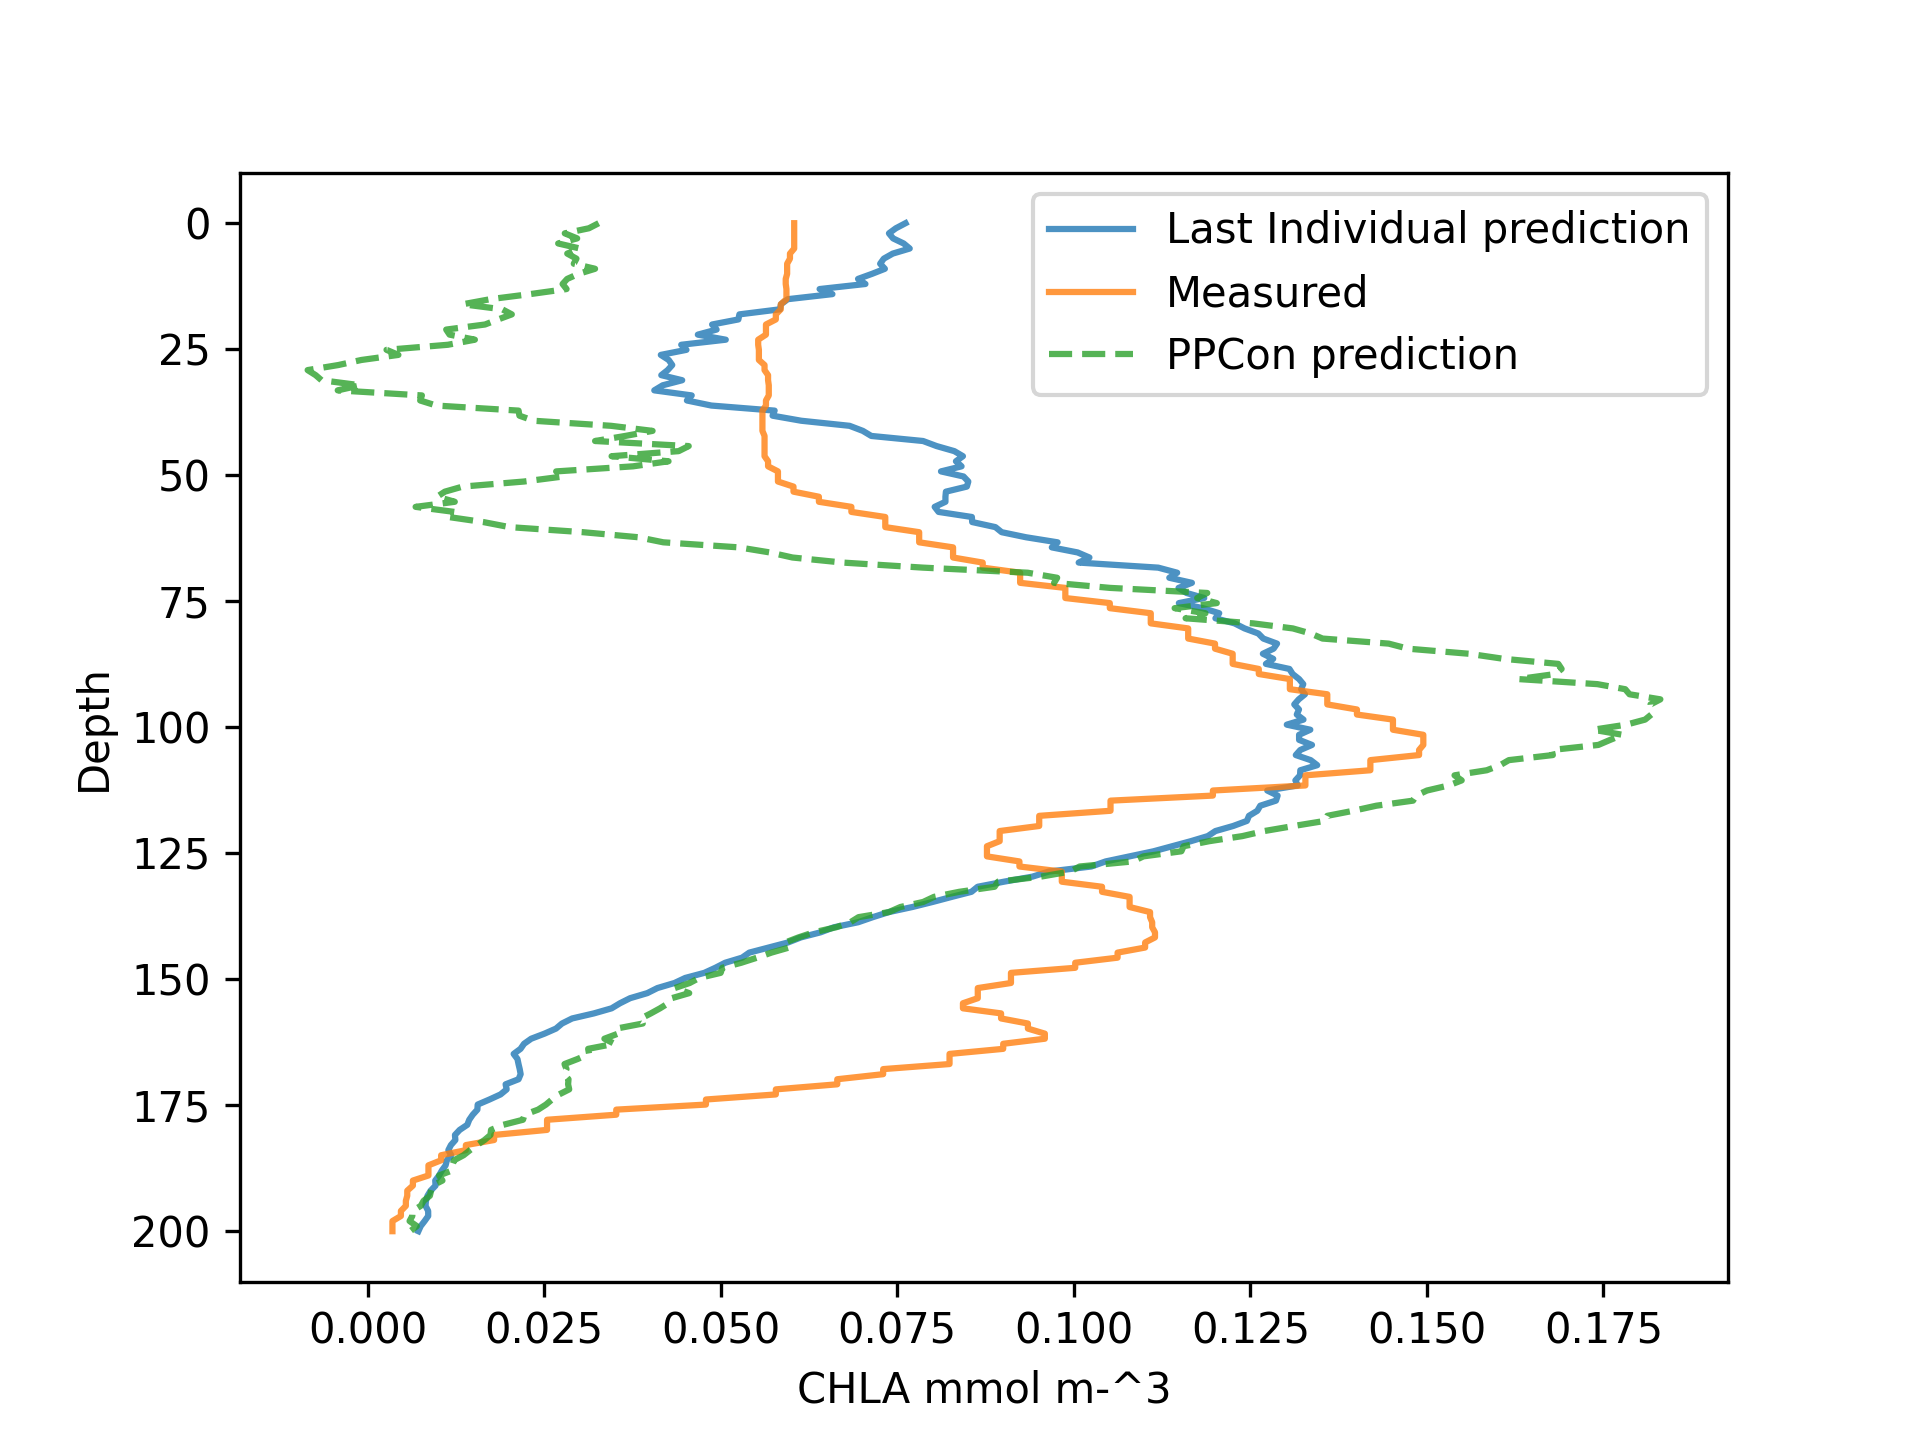 Last Individual prediction
Measured
PPCon prediction
0
25
50
75
100
125
150
175
200
Depth
0.000 0.025 0.050 0.075 0.100 0.125 0.150 0.175
CHLA mmol m-^3